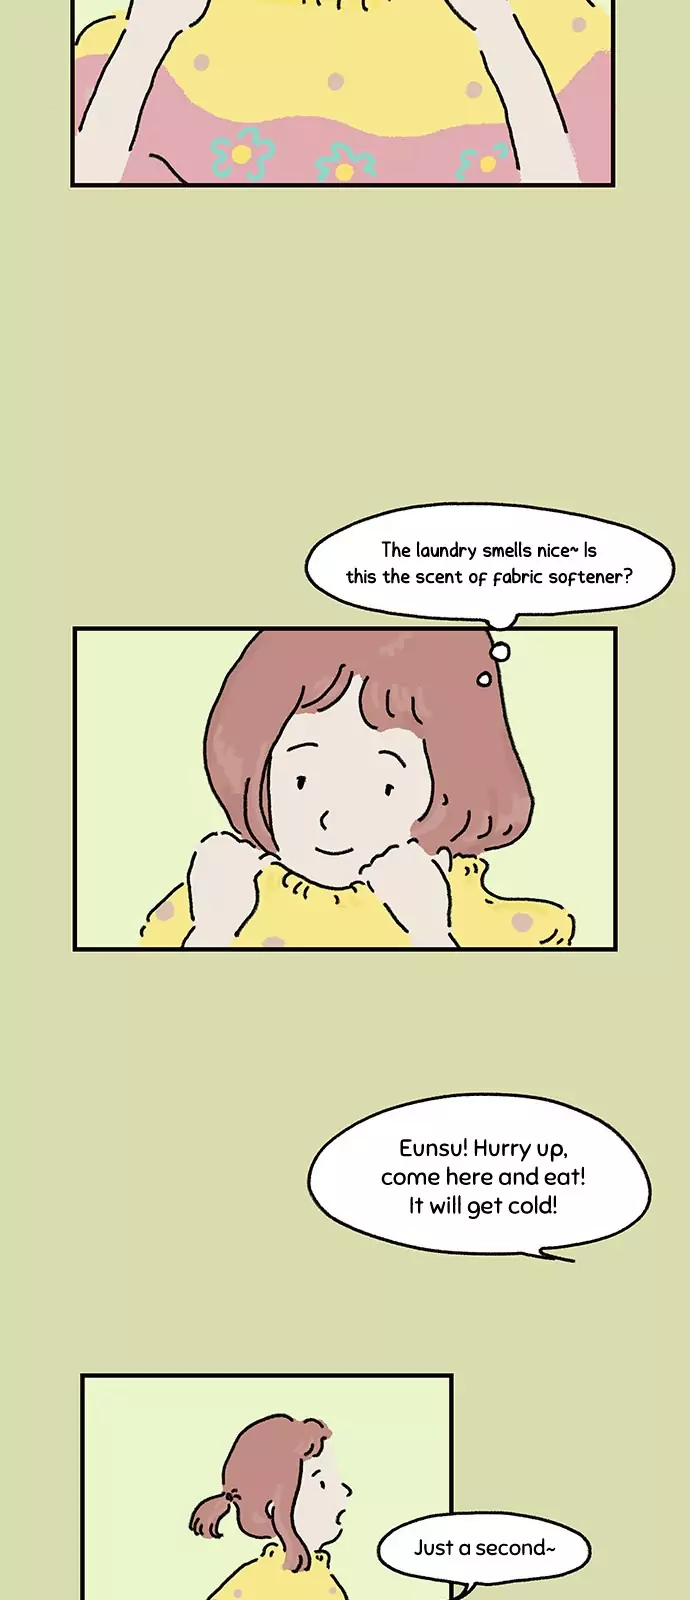 The laundry smells nice~ Is
this the scent of fabric softener?
Eunsu! Hurry up,
come here and eat!
It will get cold!
Just a second~